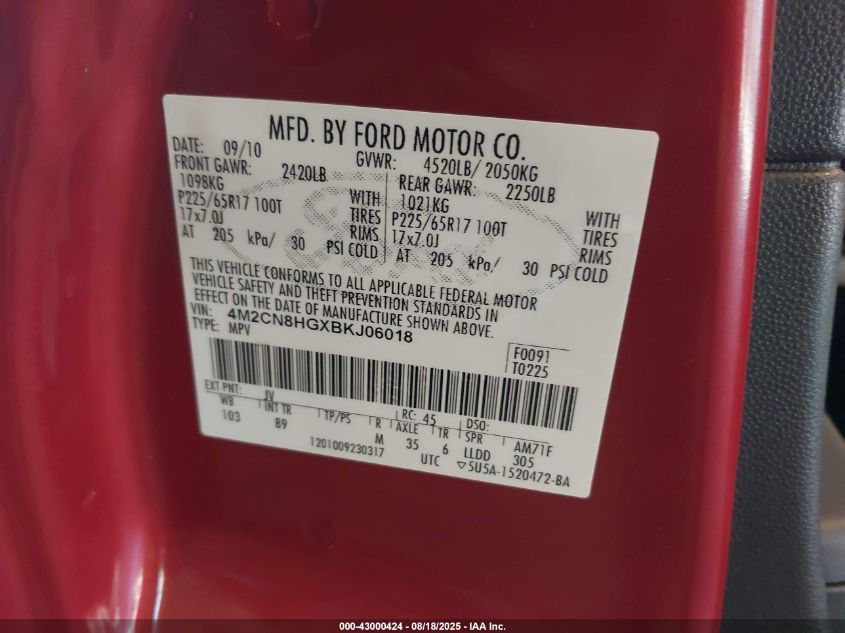 MFD. BY FORD MOTOR CO.
DATE: 09/10 GVWR: 4520LB/ 2050KG
FRONT GAWR: 2420LB REAR GAWR: 2250LB
1098KG WITH 1021KG WITH
P225/65R17 100T TIRES P225/65R17 100T TIRES
17x7.0J RIMS 17x7.0J RIMS
AT 205 kPa/ 30 PSI COLD AT 205 kPa/ 30 PSI COLD
THIS VEHICLE CONFORMS TO ALL APPLICABLE FEDERAL MOTOR
VEHICLE SAFETY AND THEFT PREVENTION STANDARDS IN
EFFECT ON THE DATE OF MANUFACTURE SHOWN ABOVE.
VIN: 4M2CN8HGXBKJ06018
TYPE: MPV
F0091
T0225
EXT PNT: JV RC: 45 DSO:
WB INT TR TP/PS R AXLE TR SPR AM71F
103 89 M 35 6 LLDD 305
1201009230317 UTC ▽5U5A-1520472-BA
000-43000424 - 08/18/2025 - IAA Inc.